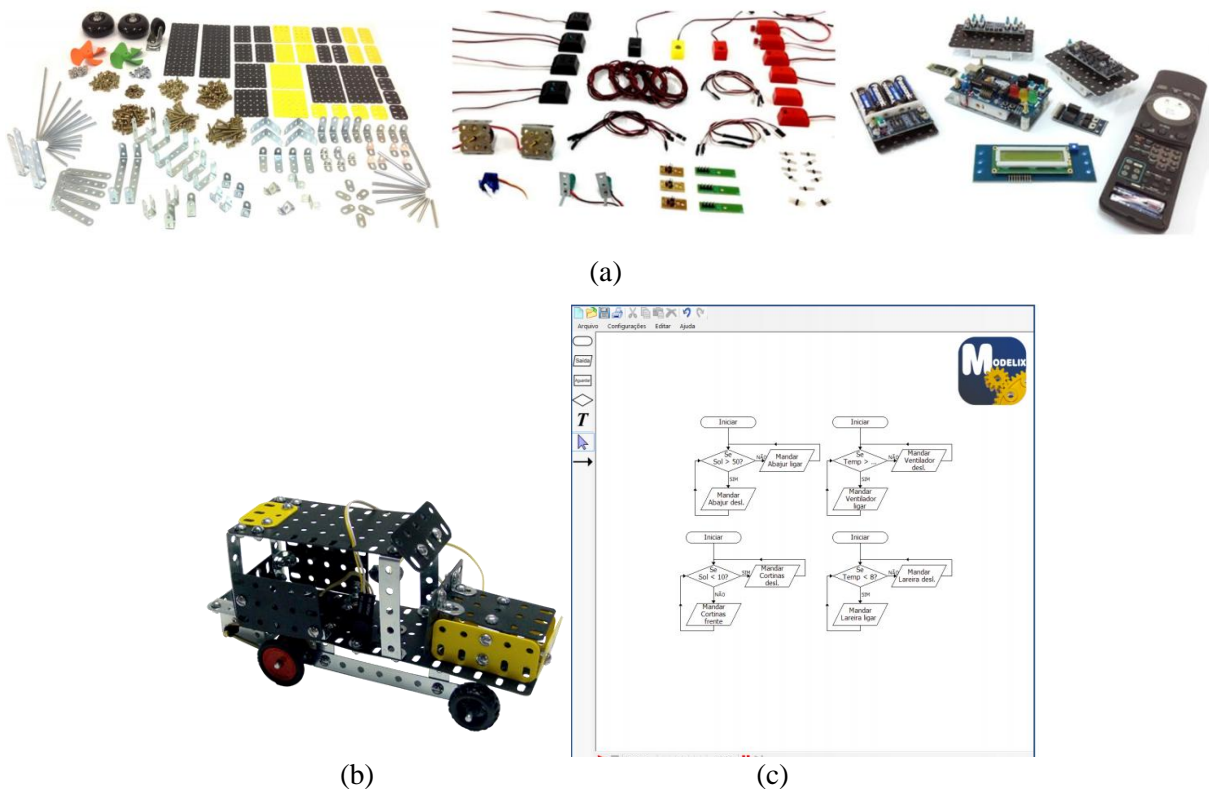 (a)
Arquivo Configurações Editar Ajuda
Saída
T
MODELIX
Iniciar
Se
Sol > 50?
NÃO
Mandar
Abajur ligar
SIM
Mandar
Abajur desl.
Iniciar
Se
Temp > ...
NÃO
Mandar
Ventilador
desl.
SIM
Mandar
Ventilador
ligar
Iniciar
Se
Sol < 10?
SIM
Mandar
Cortinas
desl.
NÃO
Mandar
Cortinas
frente
Iniciar
Se
Temp < 8?
NÃO
Mandar
Lareira desl.
SIM
Mandar
Lareira ligar
(b)
(c)